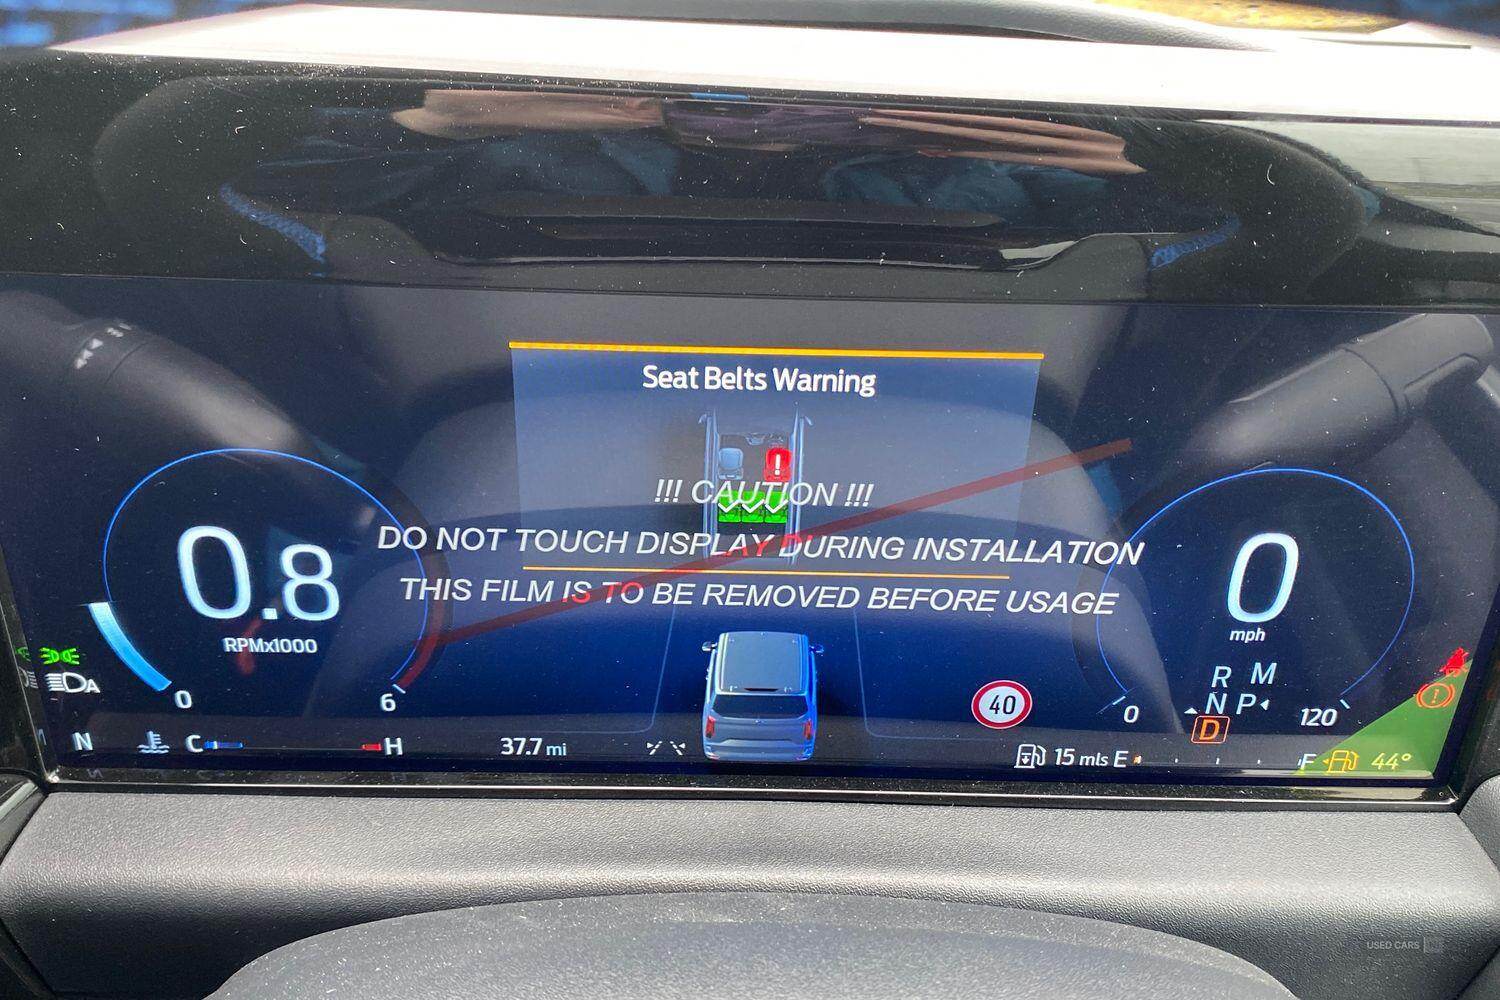 Seat Belts Warning
!!! CAUTION !!!
DO NOT TOUCH DISPLAY DURING INSTALLATION
THIS FILM IS TO BE REMOVED BEFORE USAGE
0.8
RPMx1000
0
6
0
mph
R M
N P
D
0
120
A
40
N
C
H
37.7 mi
15 mls E
F
44°
USED CARS